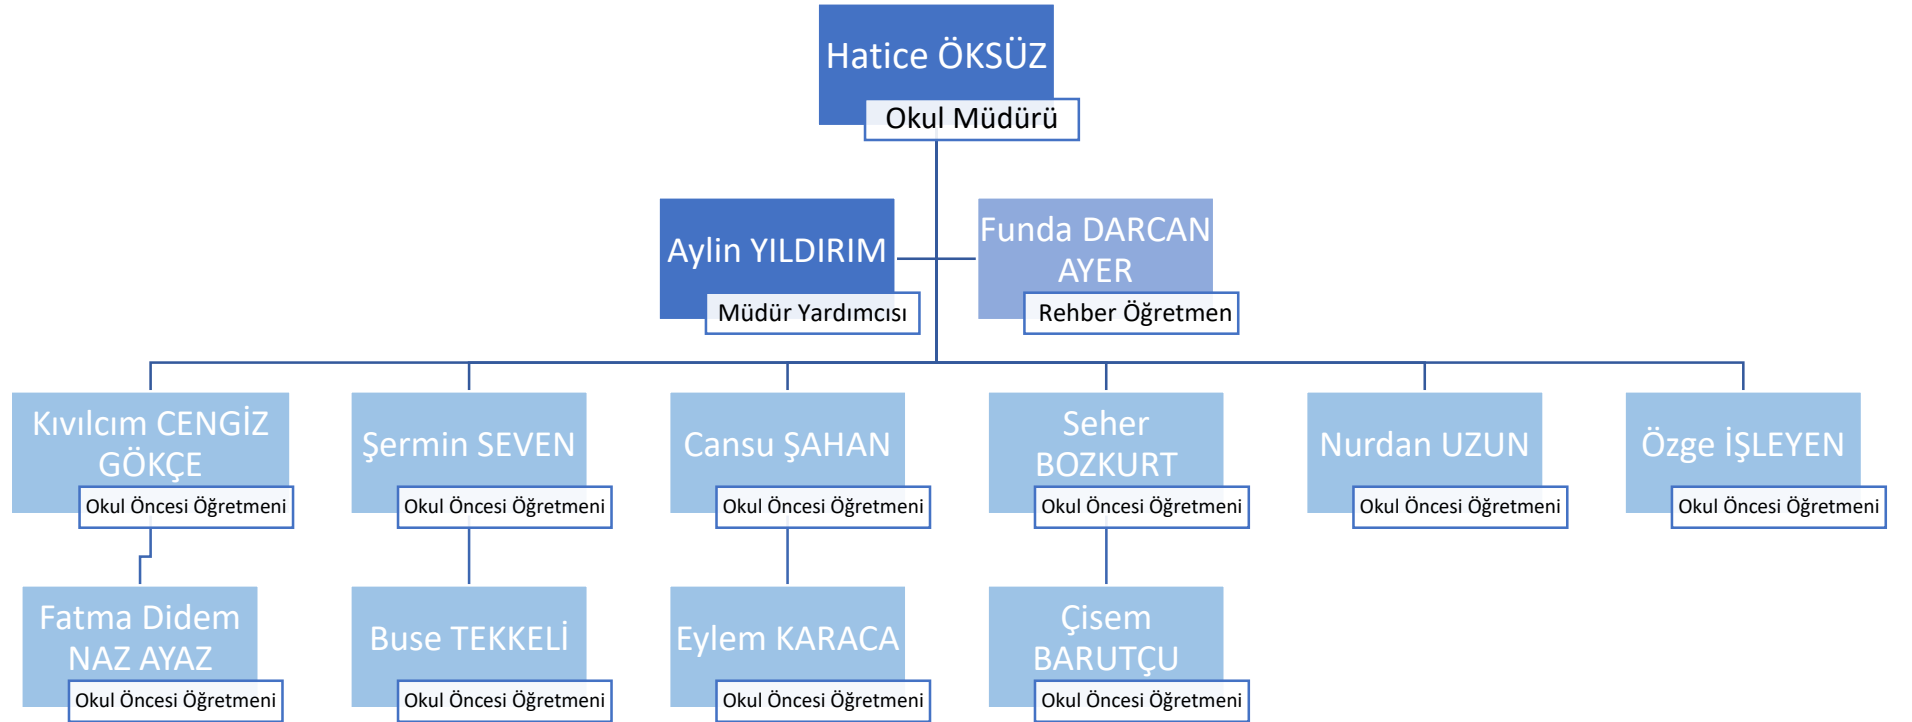 Hatice ÖKSÜZ
Okul Müdürü
Aylin YILDIRIM
Müdür Yardımcısı
Funda DARCAN
AYER
Rehber Öğretmen
Kıvılcım CENGİZ
GÖKÇE
Okul Öncesi Öğretmeni
Şermin SEVEN
Okul Öncesi Öğretmeni
Cansu ŞAHAN
Okul Öncesi Öğretmeni
Seher
BOZKURT
Okul Öncesi Öğretmeni
Nurdan UZUN
Okul Öncesi Öğretmeni
Özge İŞLEYEN
Okul Öncesi Öğretmeni
Fatma Didem
NAZ AYAZ
Okul Öncesi Öğretmeni
Buse TEKKELİ
Okul Öncesi Öğretmeni
Eylem KARACA
Okul Öncesi Öğretmeni
Çisem
BARUTÇU
Okul Öncesi Öğretmeni